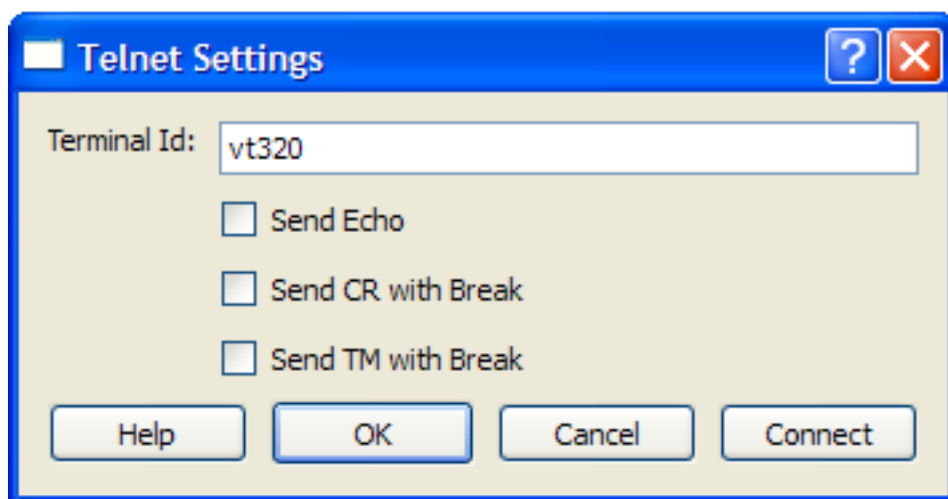 Telnet Settings
Terminal Id: vt320
Send Echo
Send CR with Break
Send TM with Break
Help OK Cancel Connect